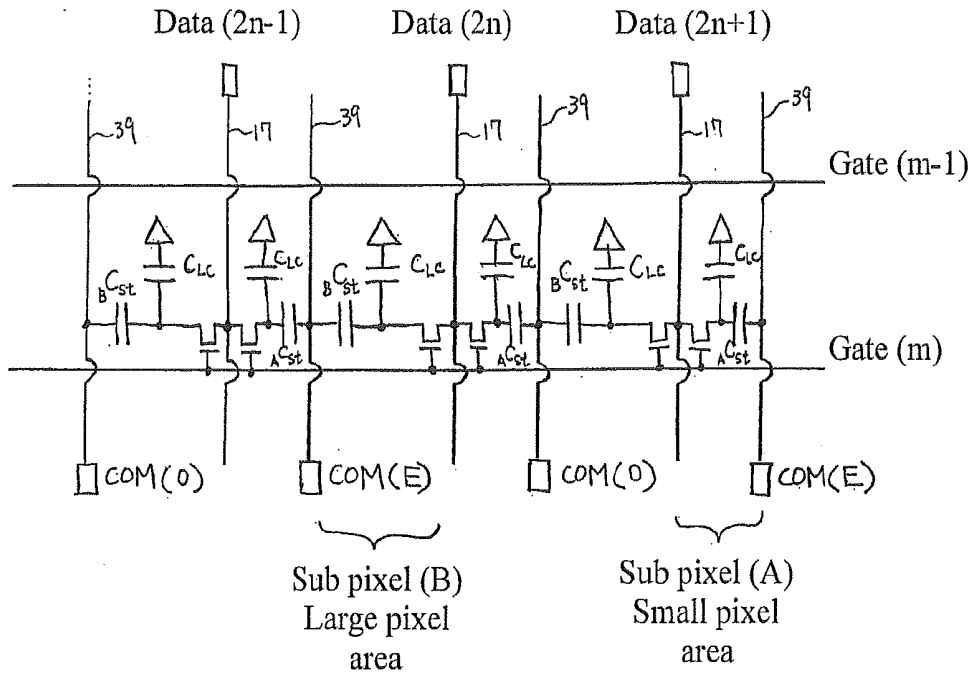 Data (2n-1)
Data (2n)
Data (2n+1)
39
17
39
17
39
17
39
Gate (m-1)
CLC
CLC
CLC
CLC
CLC
CLC
BCst
BCst
BCst
ACst
ACst
ACst
Gate (m)
COM(O)
COM(E)
COM(O)
COM(E)
Sub pixel (B)
Large pixel
area
Sub pixel (A)
Small pixel
area